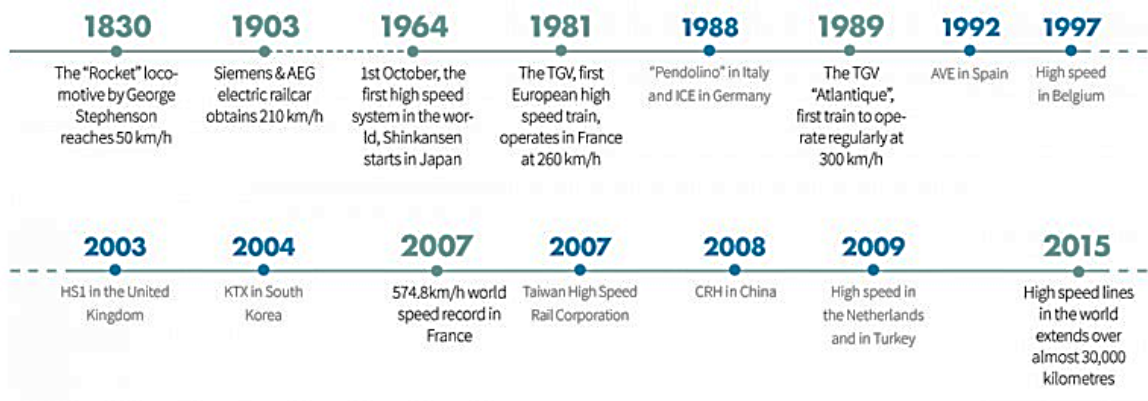 1830
1903
1964
1981
1988
1989
1992
1997
The “Rocket” loco-
motive by George
Stephenson
reaches 50 km/h
Siemens & AEG
electric railcar
obtains 210 km/h
1st October, the
first high speed
system in the wor-
ld, Shinkansen
starts in Japan
The TGV, first
European high
speed train,
operates in France
at 260 km/h
“Pendolino” in Italy
and ICE in Germany
The TGV
“Atlantique”,
first train to ope-
rate regularly at
300 km/h
AVE in Spain
High speed
in Belgium
2003
2004
2007
2007
2008
2009
2015
HS1 in the United
Kingdom
KTX in South
Korea
574.8km/h world
speed record in
France
Taiwan High Speed
Rail Corporation
CRH in China
High speed in
the Netherlands
and in Turkey
High speed lines
in the world
extends over
almost 30,000
kilometres